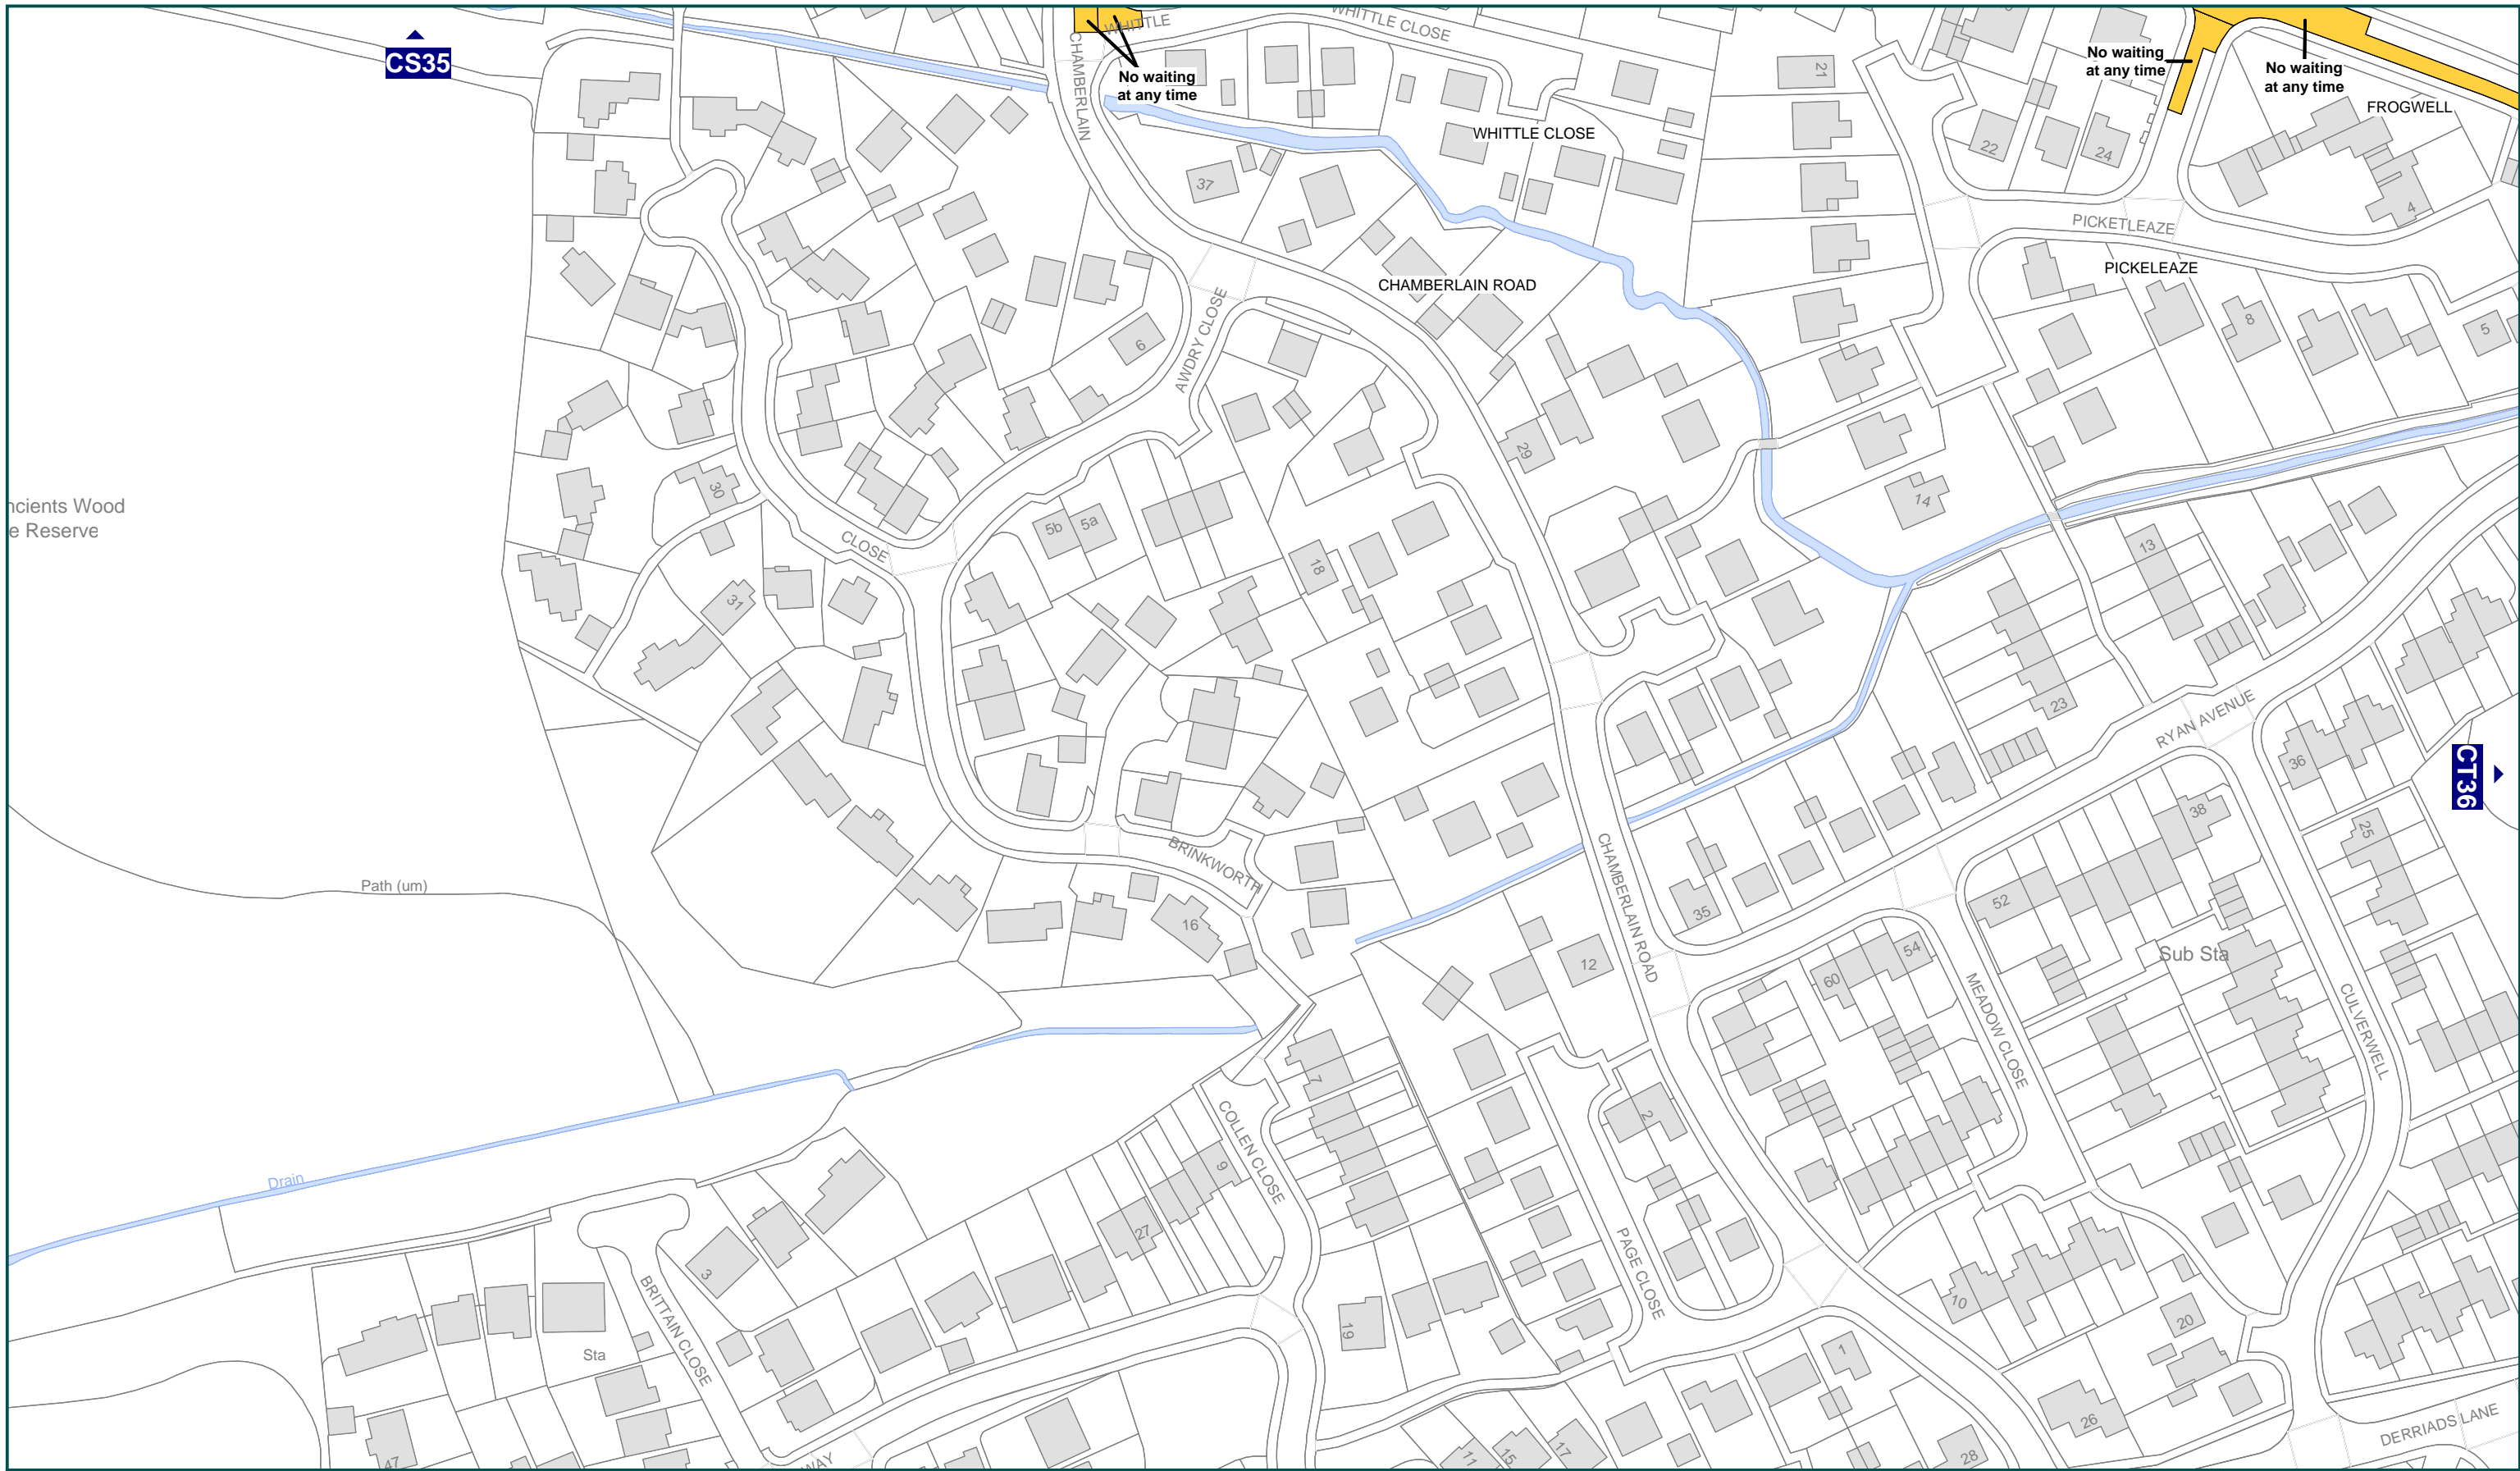 CS35
WHITTLE
WHITTLE CLOSE
CHAMBERLAIN
No waiting
at any time
No waiting
at any time
No waiting
at any time
FROGWELL
21
22
24
4
37
WHITTLE CLOSE
PICKETLEAZE
PICKELEAZE
CHAMBERLAIN ROAD
AWDRY CLOSE
6
8
5
29
30
14
ncients Wood
e Reserve
5b
5a
CLOSE
18
13
31
23
RYAN AVENUE
36
CT36
38
25
BRINKWORTH
CHAMBERLAIN ROAD
Path (um)
16
35
52
12
60
54
Sub Sta
MEADOW CLOSE
CULVERWELL
7
2
COLLEN CLOSE
9
Drain
27
3
PAGE CLOSE
BRITTAIN CLOSE
10
20
19
Sta
1
26
DERRIADS LANE
47
WAY
11
15
17
28